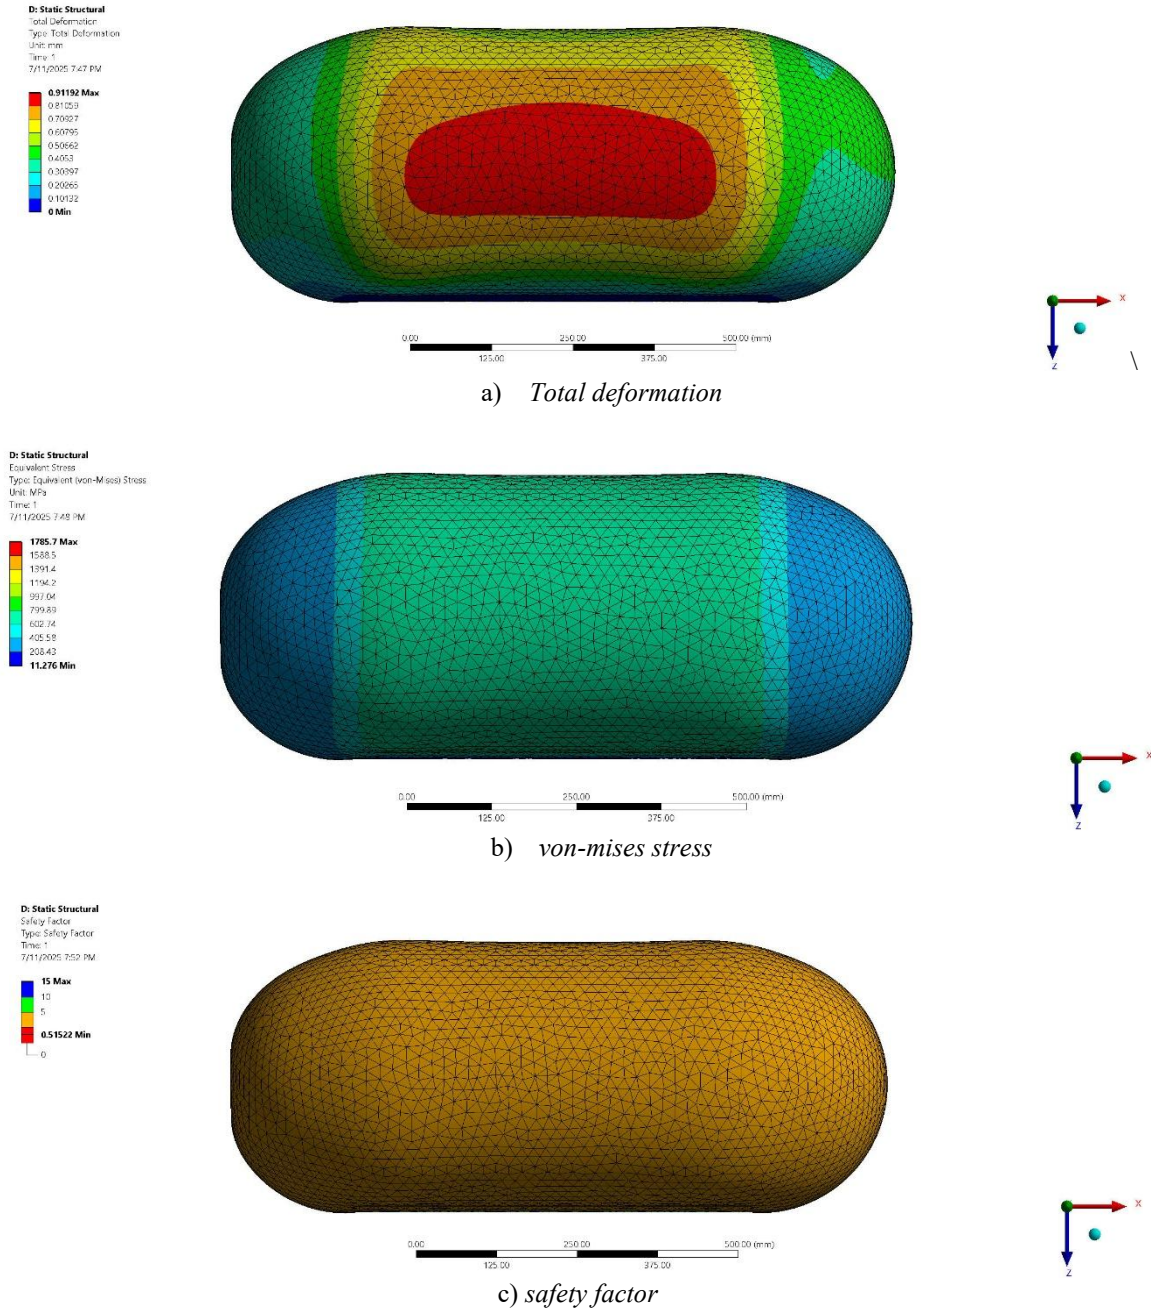 D: Static Structural
Total Deformation
Type: Total Deformation
Unit: mm
Time: 1
7/11/2025 7:47 PM
0.91192 Max
0.81059
0.70927
0.60795
0.50662
0.4053
0.30397
0.20265
0.10132
0 Min
0.00 250.00 500.00 (mm)
125.00 375.00
X
Z
\
a) Total deformation
D: Static Structural
Equivalent Stress
Type: Equivalent (von-Mises) Stress
Unit: MPa
Time: 1
7/11/2025 7:48 PM
1785.7 Max
1588.5
1391.4
1194.2
997.04
799.89
602.74
405.58
208.43
11.276 Min
0.00 250.00 500.00 (mm)
125.00 375.00
X
Z
b) von-mises stress
D: Static Structural
Safety Factor
Type: Safety Factor
Time: 1
7/11/2025 7:52 PM
15 Max
10
5
0.51522 Min
0
0.00 250.00 500.00 (mm)
125.00 375.00
X
Z
c) safety factor